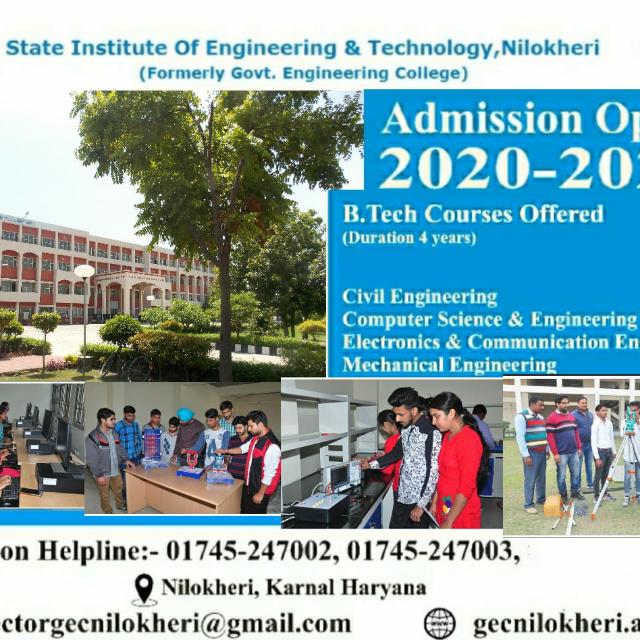 State Institute Of Engineering & Technology,Nilokheri
(Formerly Govt. Engineering College)
Admission Op
2020-202
B.Tech Courses Offered
(Duration 4 years)
Civil Engineering
Computer Science & Engineering
Electronics & Communication En
Mechanical Engineering
on Helpline:- 01745-247002, 01745-247003,
Nilokheri, Karnal Haryana
ectorgecnilokheri@gmail.com
gecnilokheri.a